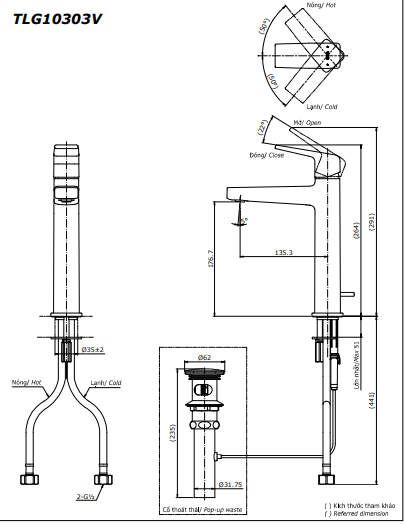 TLG10303V
Nóng/ Hot
(50°)
(50°)
Lạnh/ Cold
Mở/ Open
(22°)
Đóng/ Close
5°
135.3
176.7
(264)
(291)
Ø35±2
Nóng/ Hot
Lạnh/ Cold
2-G½
Ø62
(235)
Ø31.75
Cổ thoát thải/ Pop-up waste
Lớn nhất/Max 51
(441)
( ) Kích thước tham khảo
( ) Referred dimension